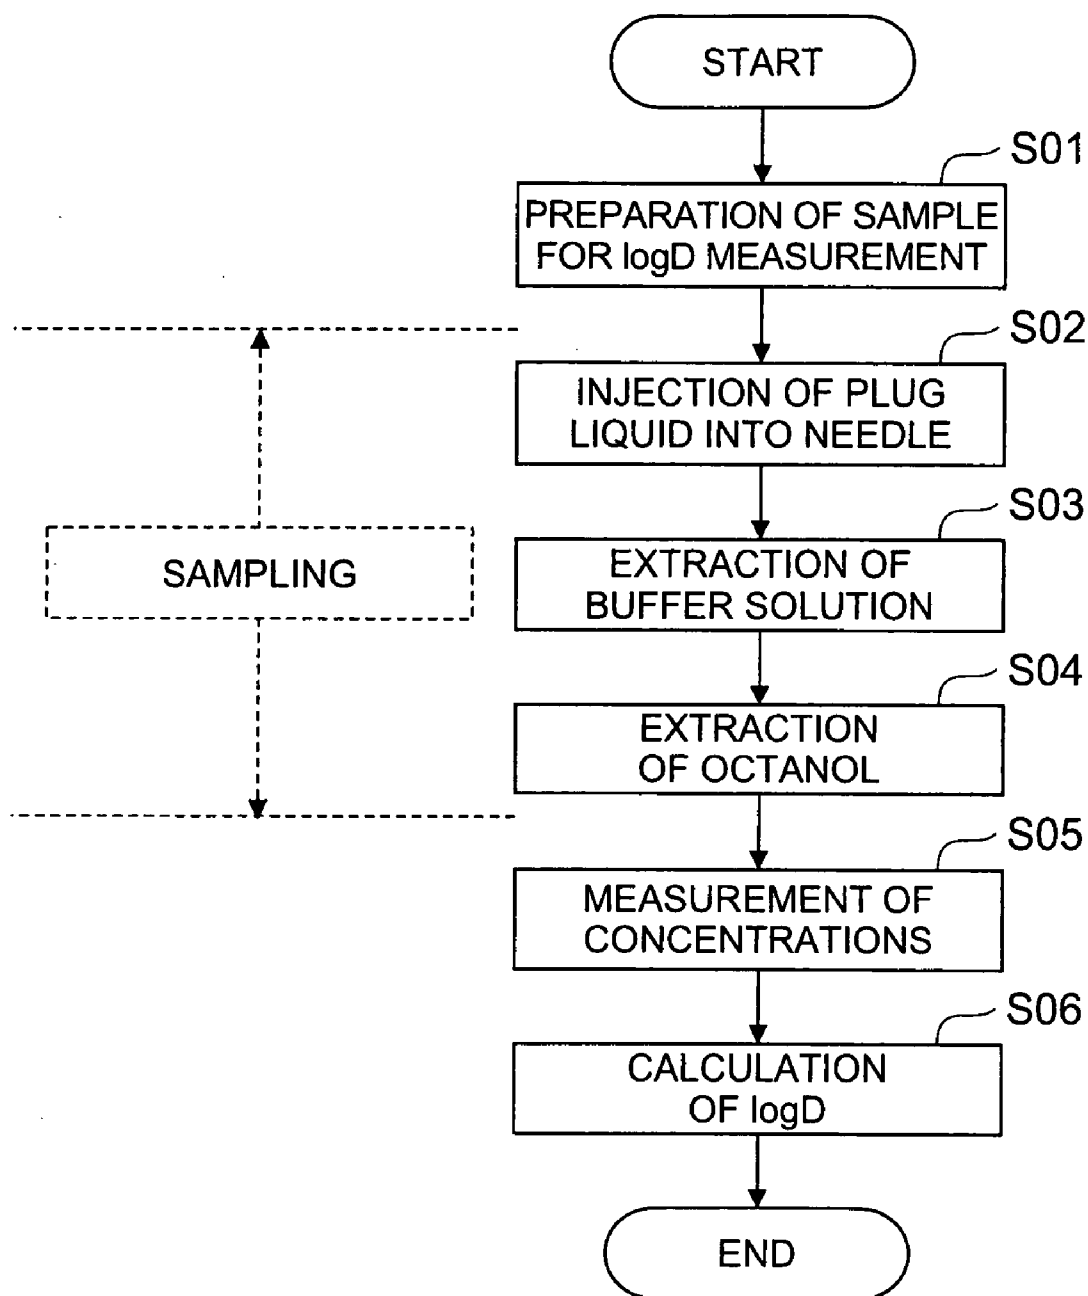 START
S01
PREPARATION OF SAMPLE
FOR logD MEASUREMENT
S02
INJECTION OF PLUG
LIQUID INTO NEEDLE
S03
SAMPLING
EXTRACTION OF
BUFFER SOLUTION
S04
EXTRACTION
OF OCTANOL
S05
MEASUREMENT OF
CONCENTRATIONS
S06
CALCULATION
OF logD
END